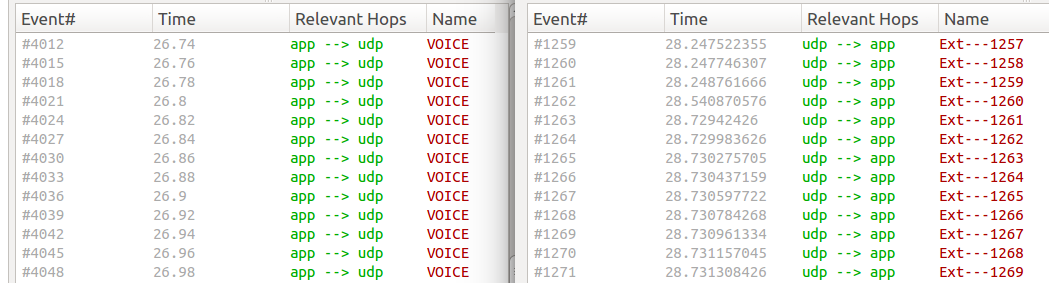 Event# Time Relevant Hops Name
#4012 26.74 app --> udp VOICE
#4015 26.76 app --> udp VOICE
#4018 26.78 app --> udp VOICE
#4021 26.8 app --> udp VOICE
#4024 26.82 app --> udp VOICE
#4027 26.84 app --> udp VOICE
#4030 26.86 app --> udp VOICE
#4033 26.88 app --> udp VOICE
#4036 26.9 app --> udp VOICE
#4039 26.92 app --> udp VOICE
#4042 26.94 app --> udp VOICE
#4045 26.96 app --> udp VOICE
#4048 26.98 app --> udp VOICE
Event# Time Relevant Hops Name
#1259 28.247522355 udp --> app Ext---1257
#1260 28.247746307 udp --> app Ext---1258
#1261 28.248761666 udp --> app Ext---1259
#1262 28.540870576 udp --> app Ext---1260
#1263 28.72942426 udp --> app Ext---1261
#1264 28.729983626 udp --> app Ext---1262
#1265 28.730275705 udp --> app Ext---1263
#1266 28.730437159 udp --> app Ext---1264
#1267 28.730597722 udp --> app Ext---1265
#1268 28.730784268 udp --> app Ext---1266
#1269 28.730961334 udp --> app Ext---1267
#1270 28.731157045 udp --> app Ext---1268
#1271 28.731308426 udp --> app Ext---1269